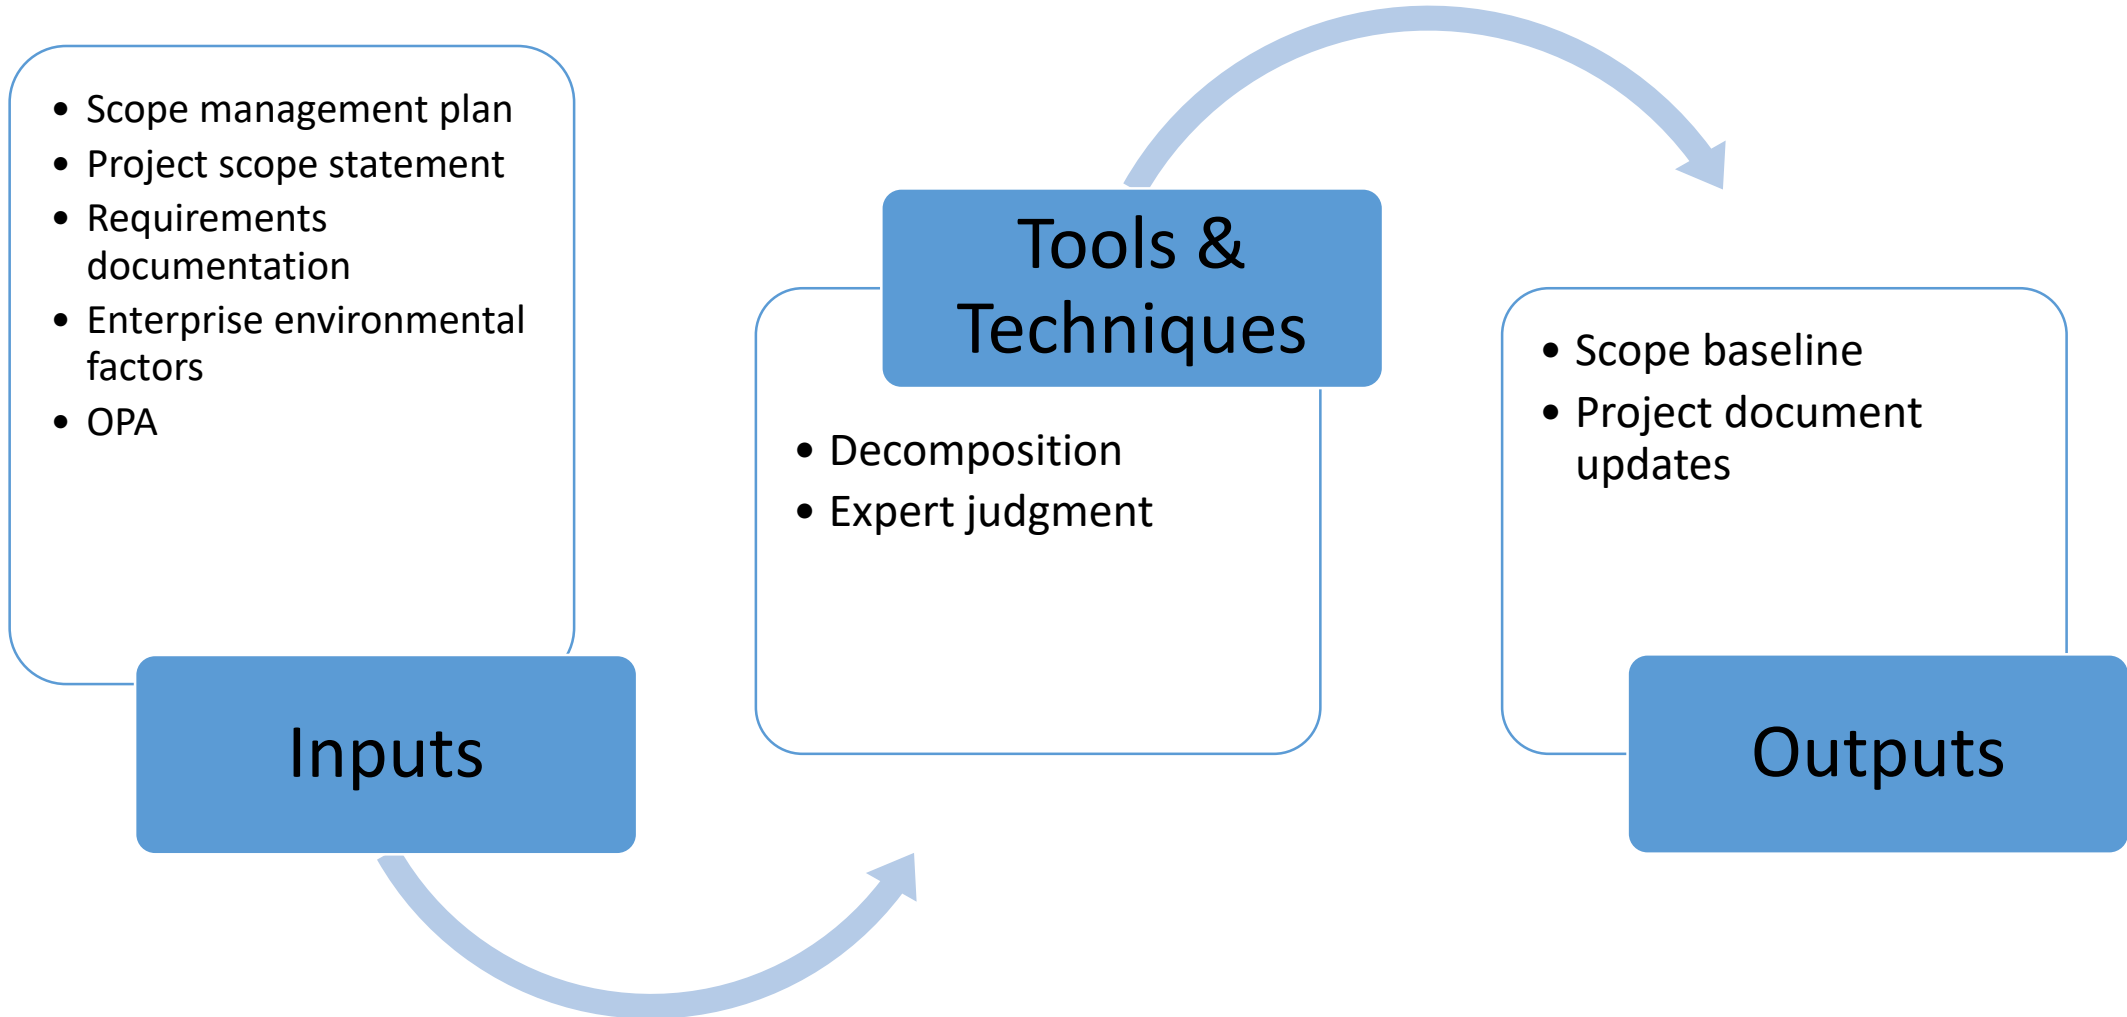 • Scope management plan
• Project scope statement
• Requirements
documentation
• Enterprise environmental
factors
• OPA
Inputs
Tools &
Techniques
• Decomposition
• Expert judgment
• Scope baseline
• Project document
updates
Outputs